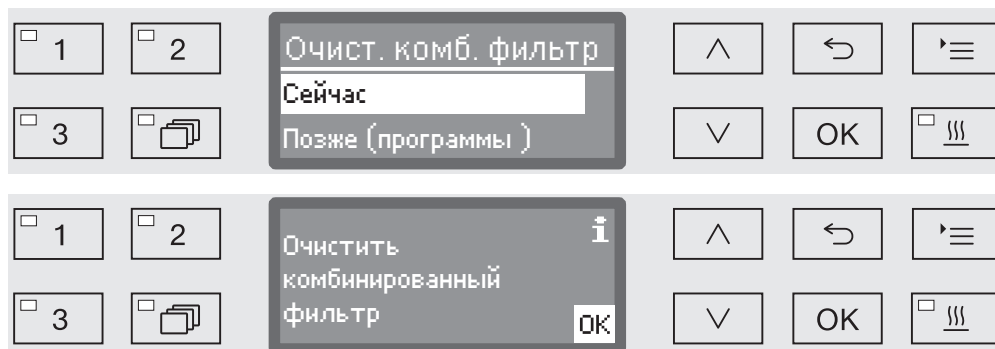 1 2
Очист. комб. фильтр
Сейчас
3
Позже (программы )
OK
1 2
i
Очистить
комбинированный
фильтр
OK
3
OK